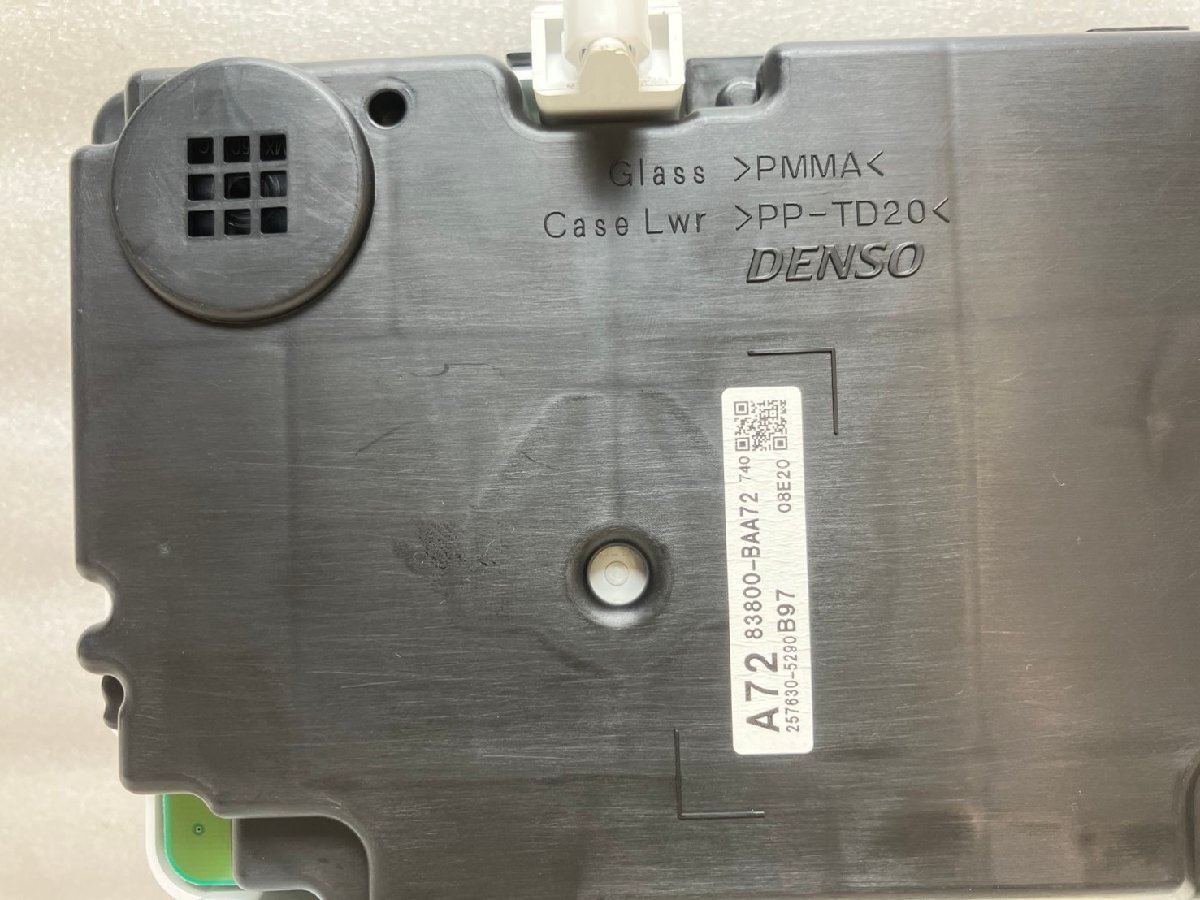 Glass >PMMA<
Case Lwr >PP-TD20<
DENSO
A72 83800-BAA72 740
257630-5290 B97 08E20